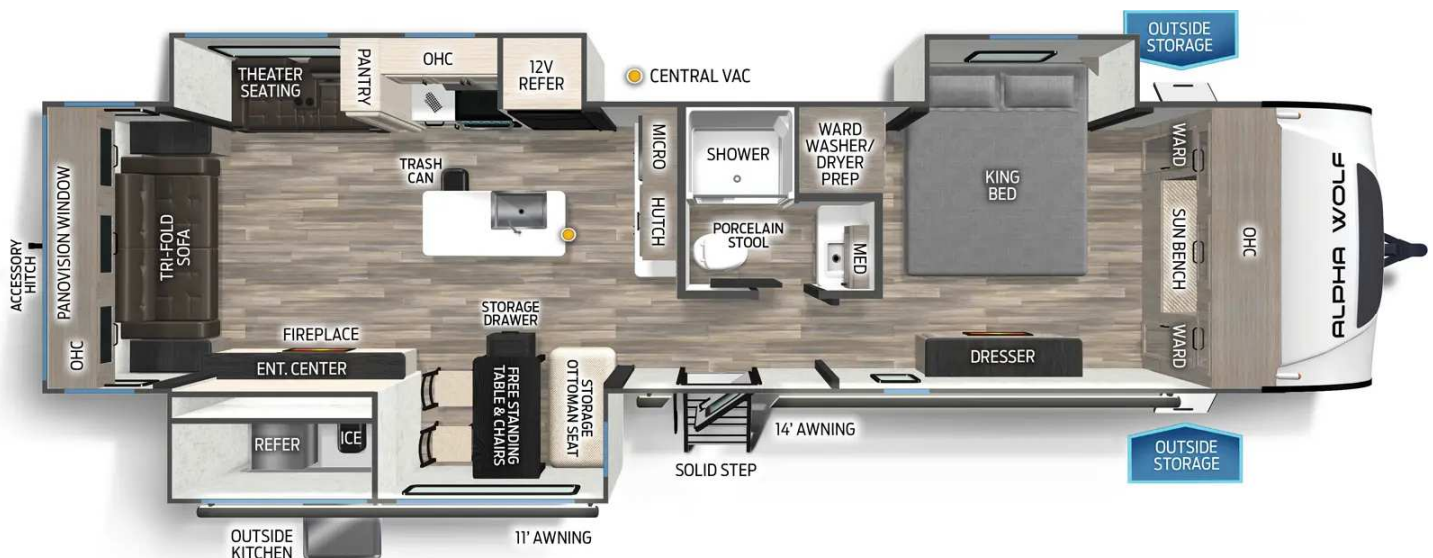 OUTSIDE
STORAGE
THEATER
SEATING
PANTRY
OHC
12V
REFER
CENTRAL VAC
MICRO
HUTCH
SHOWER
WARD
WASHER/
DRYER
PREP
KING
BED
WARD
SUN BENCH
WARD
OHC
ALPHA WOLF
ACCESSORY
HITCH
PANOVISION WINDOW
OHC
TRI-FOLD
SOFA
TRASH
CAN
PORCELAIN
STOOL
MED
FIREPLACE
ENT. CENTER
STORAGE
DRAWER
FREE STANDING
TABLE & CHAIRS
STORAGE
OTTOMAN SEAT
DRESSER
REFER
ICE
14' AWNING
SOLID STEP
OUTSIDE
STORAGE
OUTSIDE
KITCHEN
11' AWNING